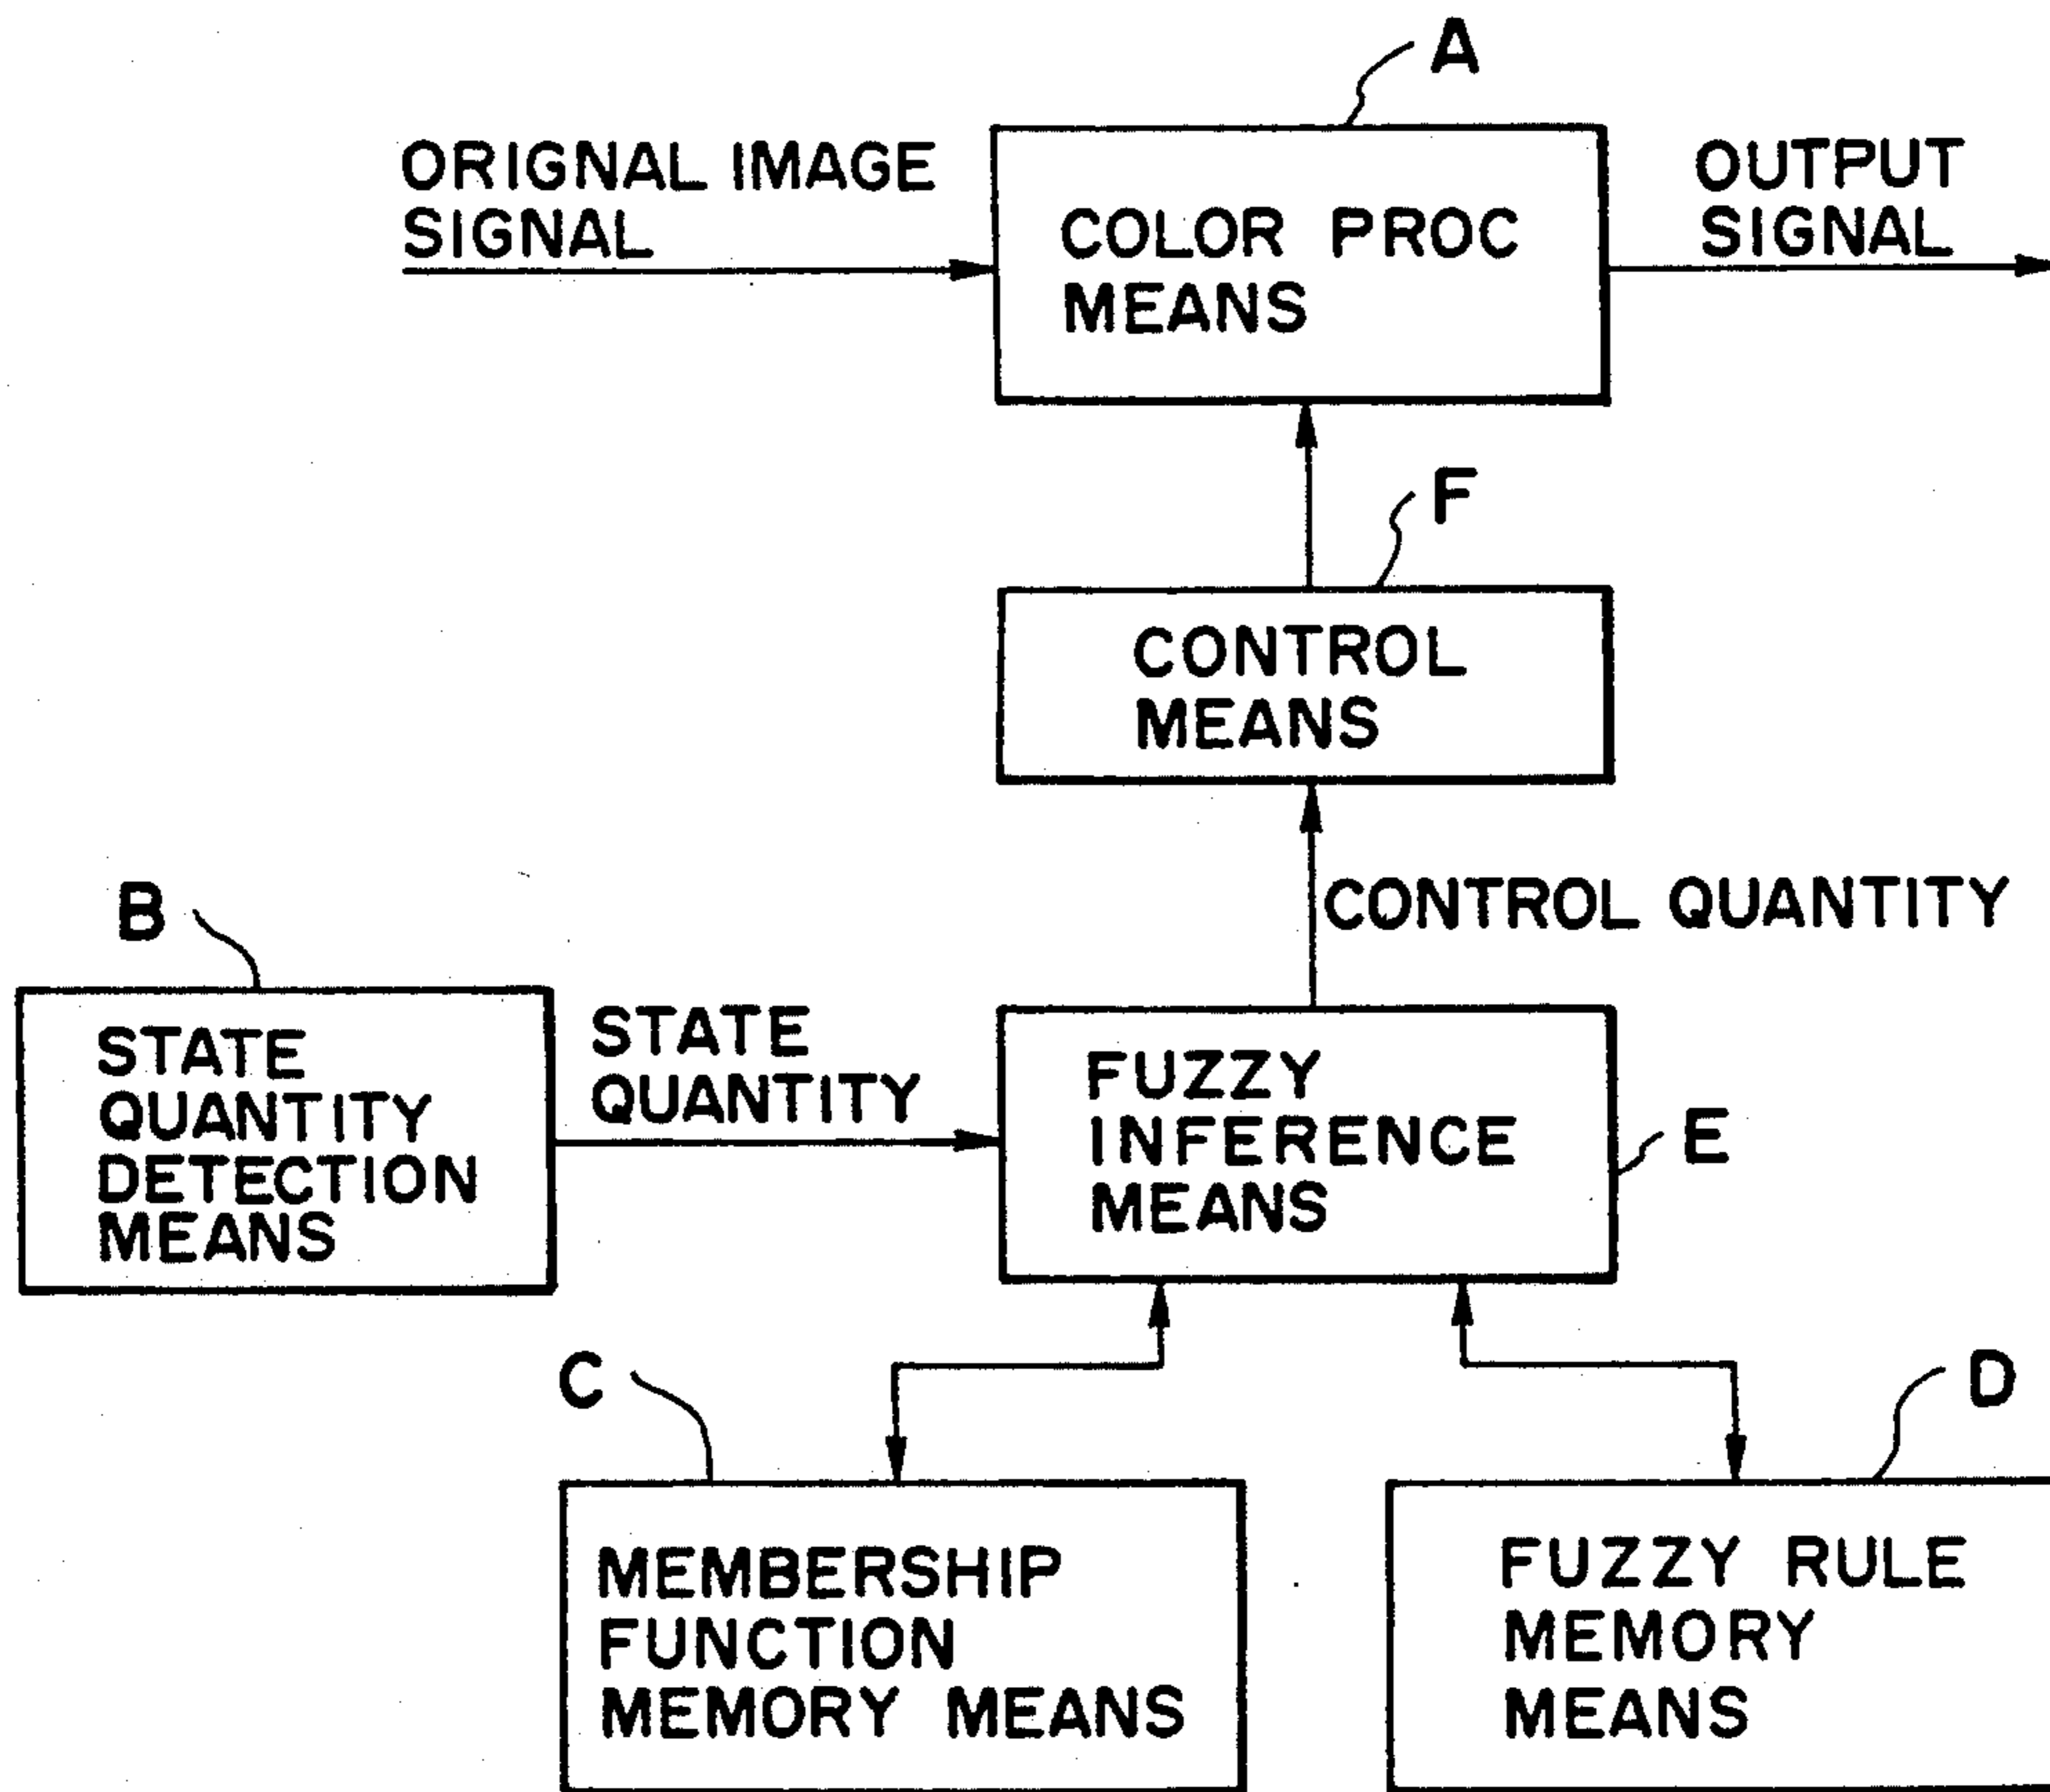 A
ORIGNAL IMAGE
SIGNAL
COLOR PROC
MEANS
OUTPUT
SIGNAL
F
CONTROL
MEANS
CONTROL QUANTITY
B
STATE
QUANTITY
DETECTION
MEANS
STATE
QUANTITY
FUZZY
INFERENCE
MEANS
E
C
MEMBERSHIP
FUNCTION
MEMORY MEANS
D
FUZZY RULE
MEMORY
MEANS